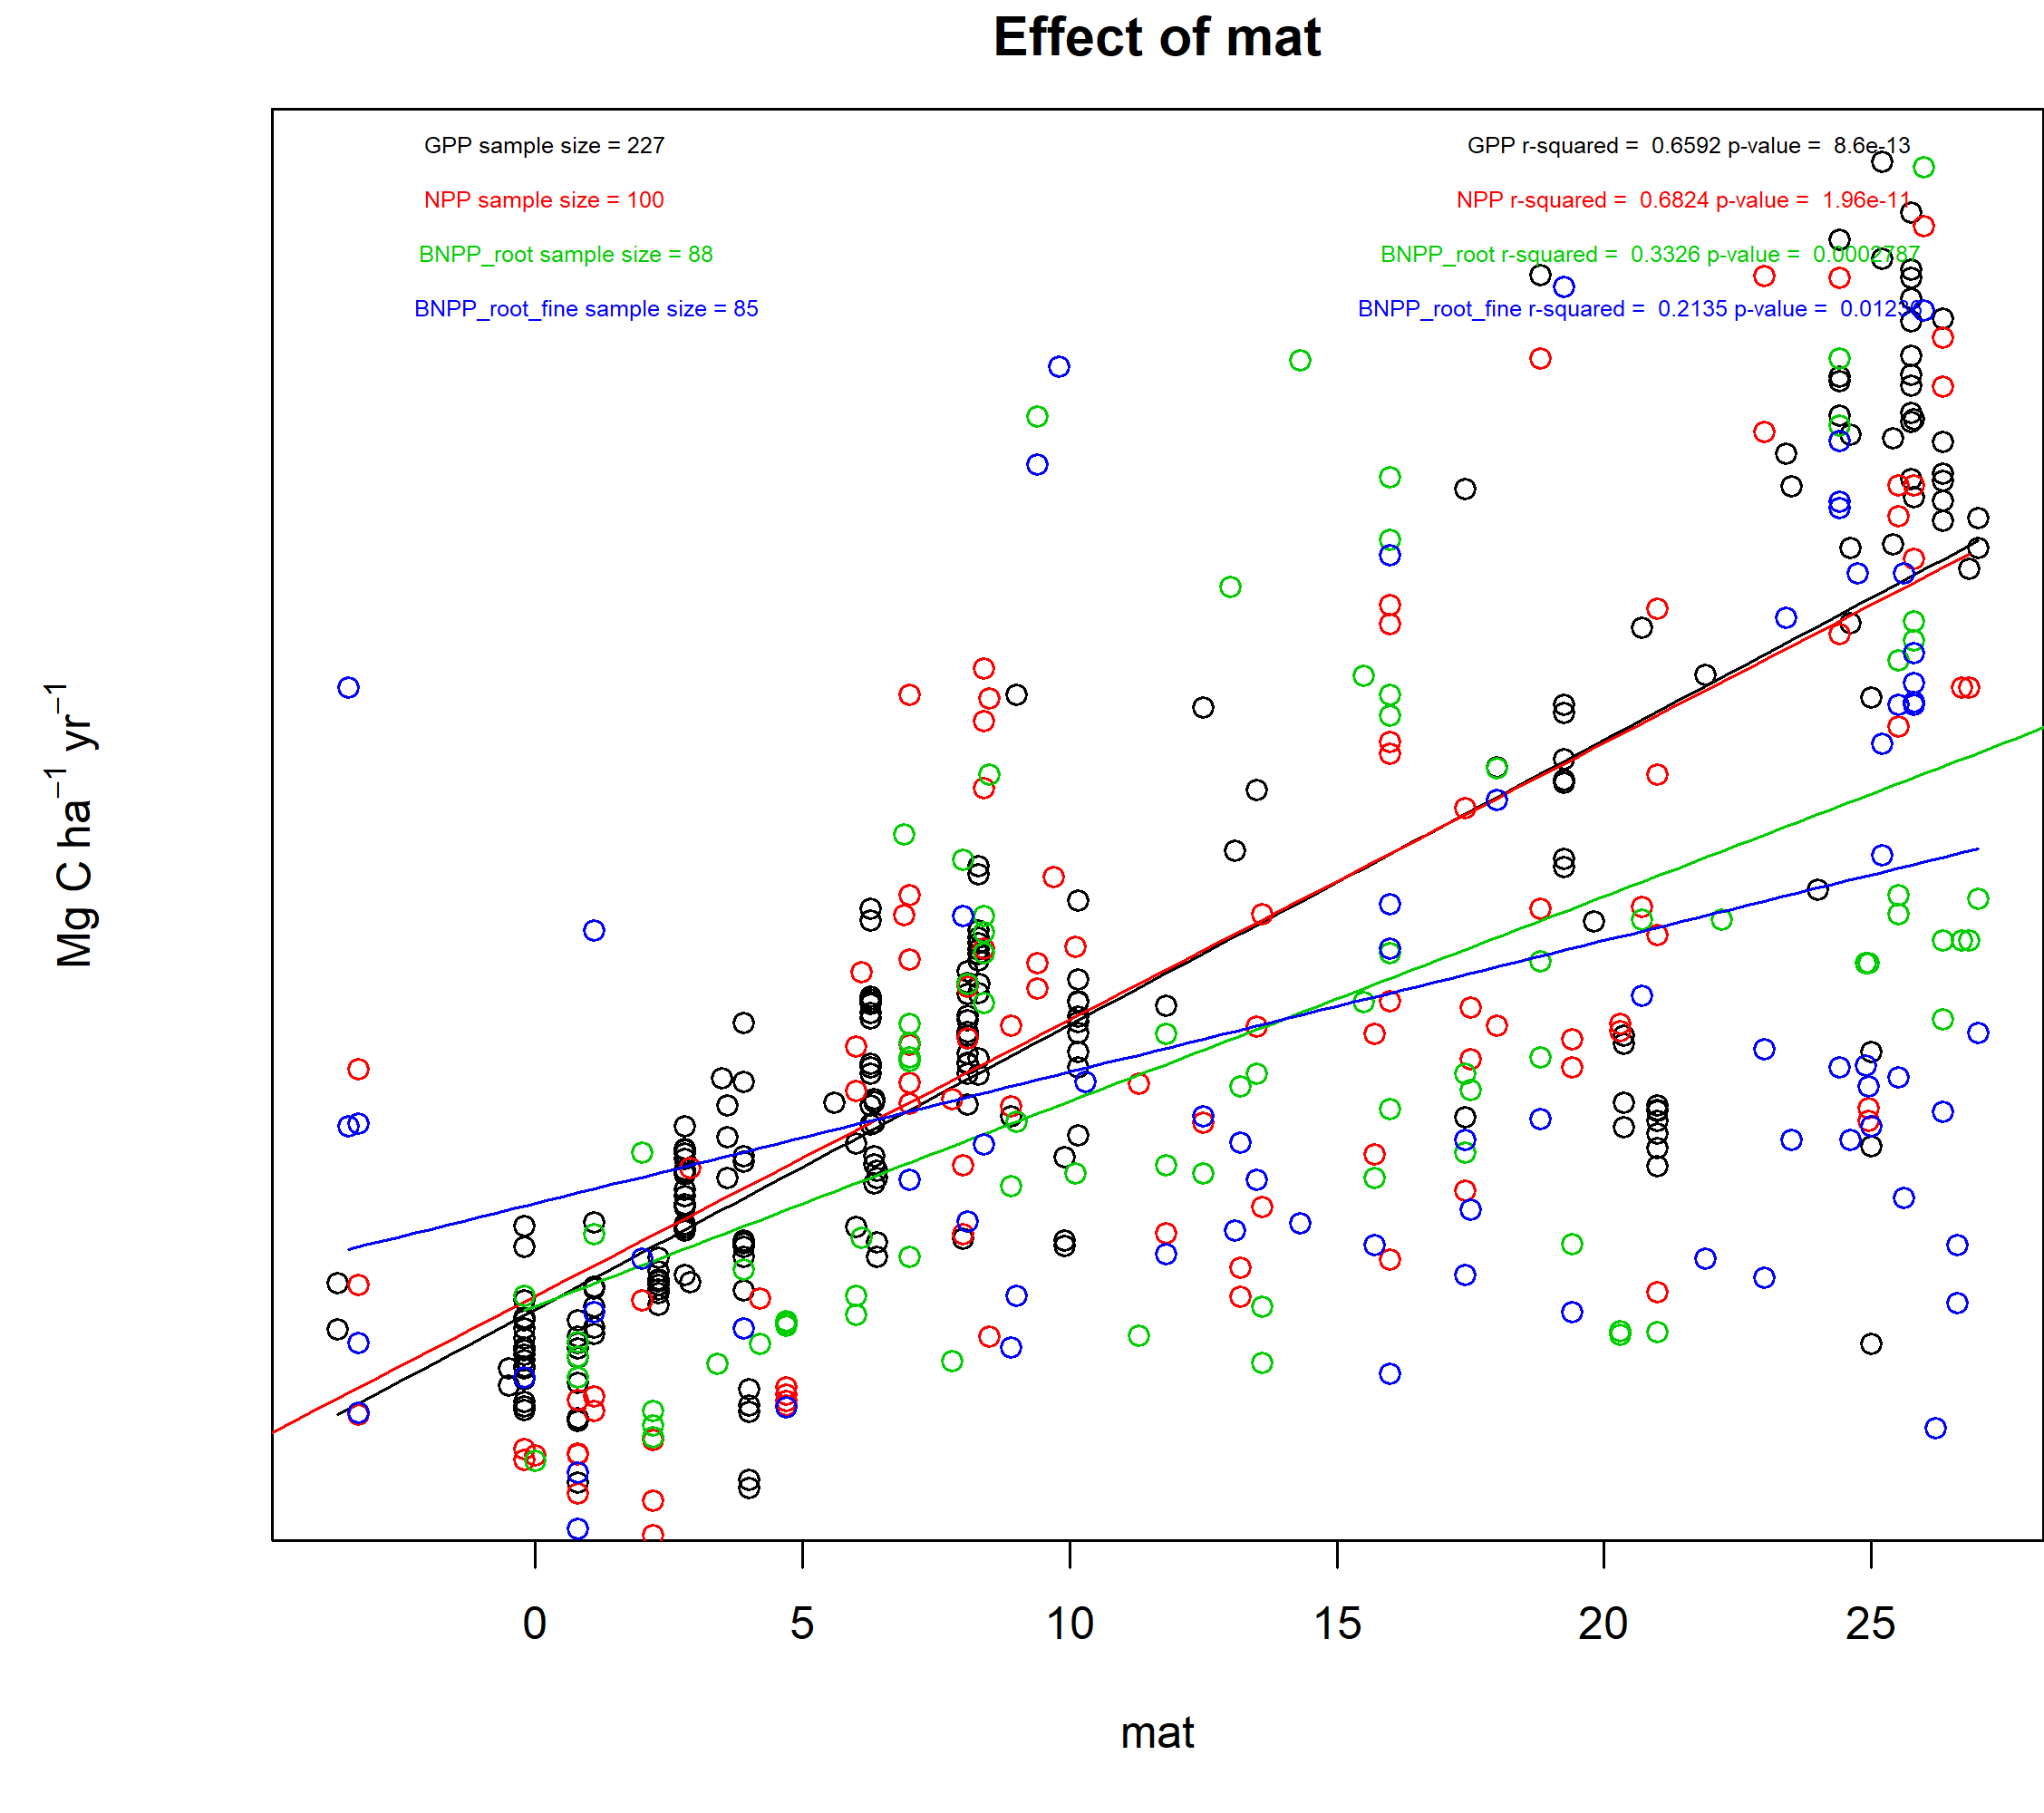 Effect of mat
GPP sample size = 227
GPP r-squared = 0.6592 p-value = 8.6e-13
NPP sample size = 100
NPP r-squared = 0.6824 p-value = 1.96e-11
BNPP_root sample size = 88
BNPP_root r-squared = 0.3326 p-value = 0.0002787
BNPP_root_fine sample size = 85
BNPP_root_fine r-squared = 0.2135 p-value =
Mg C ha−1 yr−1
0 5 10 15 20 25
mat